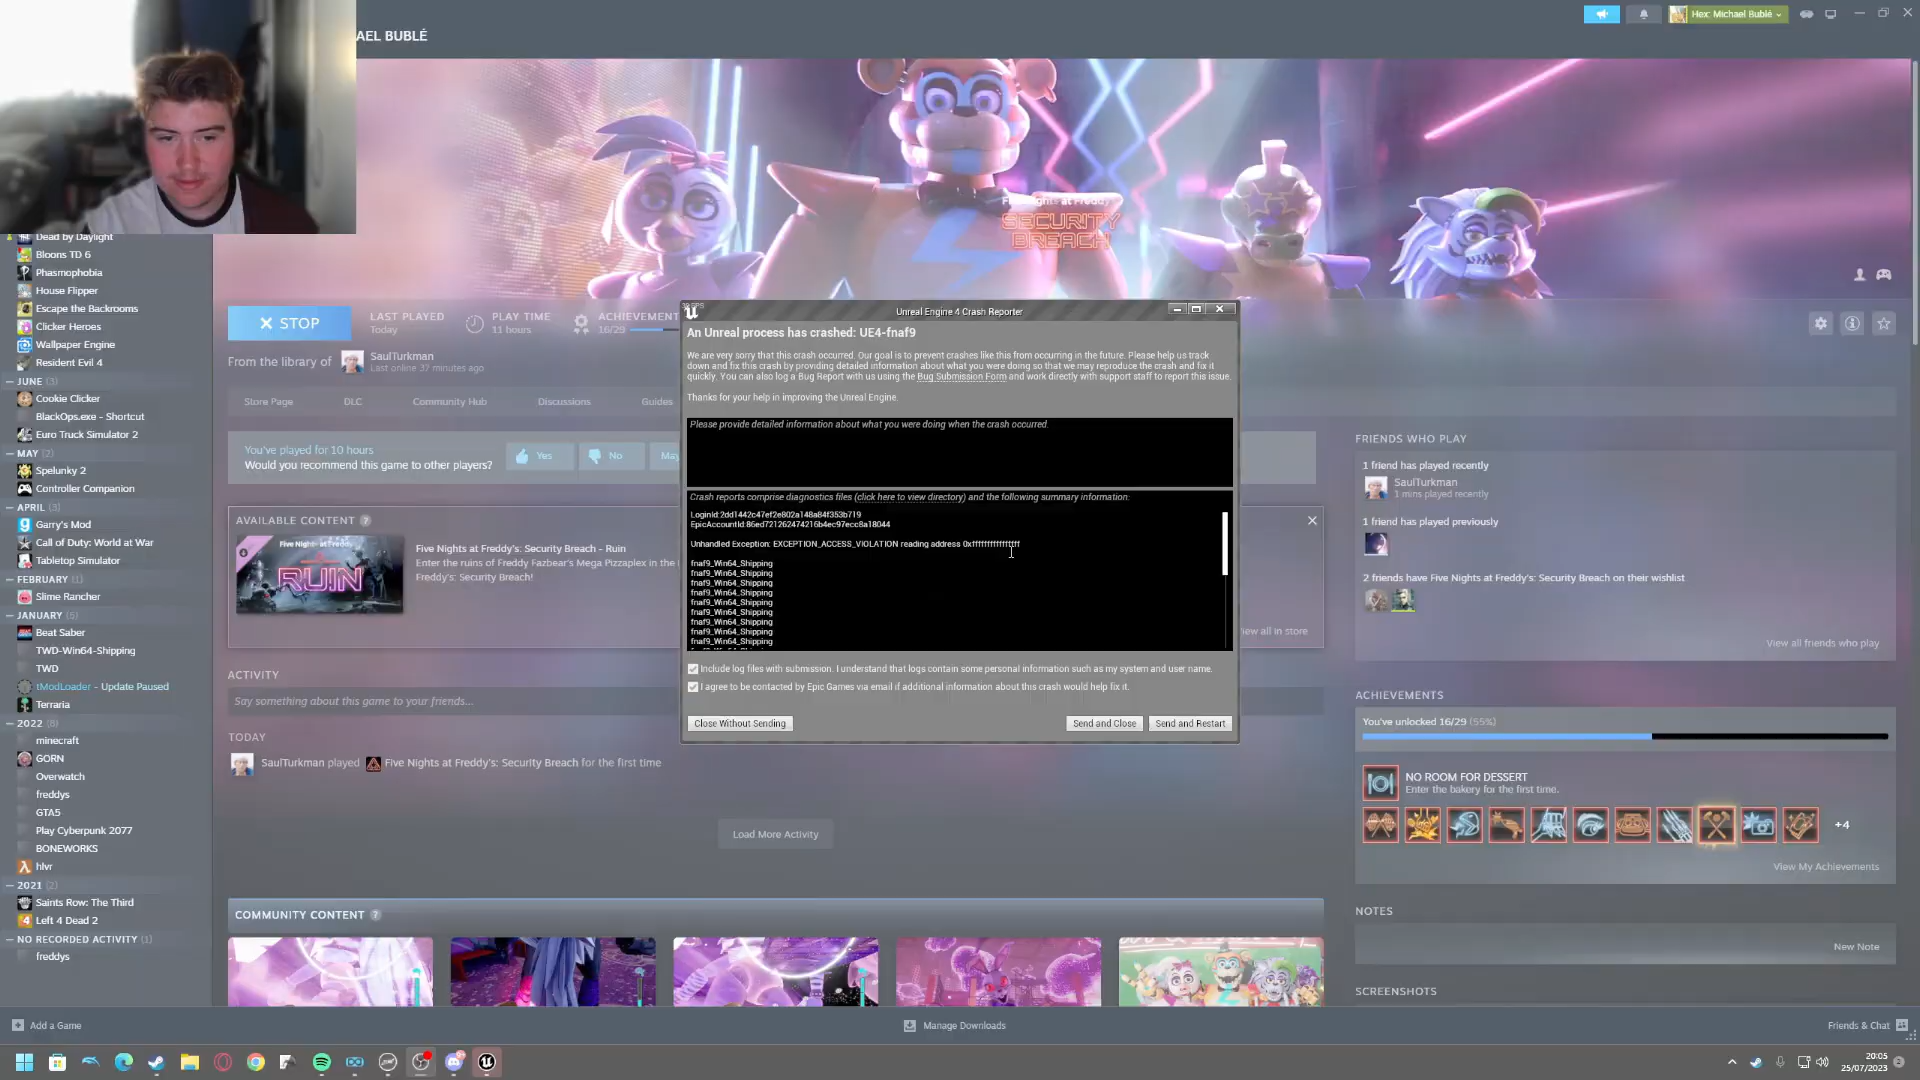 AEL BUBLÉ
Hex: Michael Bublé
Five Nights at Freddy's
SECURITY
BREACH
Dead by Daylight
Bloons TD 6
Phasmophobia
House Flipper
Escape the Backrooms
Clicker Heroes
Wallpaper Engine
Resident Evil 4
— JUNE (3)
Cookie Clicker
BlackOps.exe - Shortcut
Euro Truck Simulator 2
— MAY (2)
Spelunky 2
Controller Companion
— APRIL (3)
Garry's Mod
Call of Duty: World at War
Tabletop Simulator
— FEBRUARY (1)
Slime Rancher
— JANUARY (5)
Beat Saber
TWD-Win64-Shipping
TWD
tModLoader - Update Paused
Terraria
— 2022 (8)
minecraft
GORN
Overwatch
freddys
GTA5
Play Cyberpunk 2077
BONEWORKS
hlvr
— 2021 (2)
Saints Row: The Third
Left 4 Dead 2
— NO RECORDED ACTIVITY (1)
freddys
STOP
LAST PLAYED
Today
PLAY TIME
11 hours
ACHIEVEMENT
16/29
From the library of
SaulTurkman
Last online 37 minutes ago
Store Page
DLC
Community Hub
Discussions
Guides
You've played for 10 hours
Would you recommend this game to other players?
Yes
No
May
AVAILABLE CONTENT ?
Five Nights at Freddy's
RUIN
Five Nights at Freddy's: Security Breach - Ruin
Enter the ruins of Freddy Fazbear's Mega Pizzaplex in the
Freddy's: Security Breach!
iew all in store
ACTIVITY
Say something about this game to your friends...
TODAY
SaulTurkman played Five Nights at Freddy's: Security Breach for the first time
Load More Activity
COMMUNITY CONTENT ?
Unreal Engine 4 Crash Reporter
An Unreal process has crashed: UE4-fnaf9
We are very sorry that this crash occurred. Our goal is to prevent crashes like this from occurring in the future. Please help us track
down and fix this crash by providing detailed information about what you were doing so that we may reproduce the crash and fix it
quickly. You can also log a Bug Report with us using the Bug Submission Form and work directly with support staff to report this issue.
Thanks for your help in improving the Unreal Engine.
Please provide detailed information about what you were doing when the crash occurred.
Crash reports comprise diagnostics files (click here to view directory) and the following summary information:
LoginId:2dd1442c47ef2e802a148a84f353b719
EpicAccountId:86ed721262474216b4ec97ecc8a18044
Unhandled Exception: EXCEPTION_ACCESS_VIOLATION reading address 0xffffffffffffffff
fnaf9_Win64_Shipping
fnaf9_Win64_Shipping
fnaf9_Win64_Shipping
fnaf9_Win64_Shipping
fnaf9_Win64_Shipping
fnaf9_Win64_Shipping
fnaf9_Win64_Shipping
fnaf9_Win64_Shipping
fnaf9_Win64_Shipping
Include log files with submission. I understand that logs contain some personal information such as my system and user name.
I agree to be contacted by Epic Games via email if additional information about this crash would help fix it.
Close Without Sending
Send and Close
Send and Restart
FRIENDS WHO PLAY
1 friend has played recently
SaulTurkman
1 mins played recently
1 friend has played previously
2 friends have Five Nights at Freddy's: Security Breach on their wishlist
View all friends who play
ACHIEVEMENTS
You've unlocked 16/29 (55%)
NO ROOM FOR DESSERT
Enter the bakery for the first time.
+4
View My Achievements
NOTES
New Note
SCREENSHOTS
Add a Game
Manage Downloads
Friends & Chat
20:05
25/07/2023